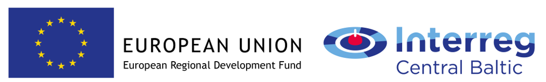 EUROPEAN UNION
European Regional Development Fund
Interreg
Central Baltic